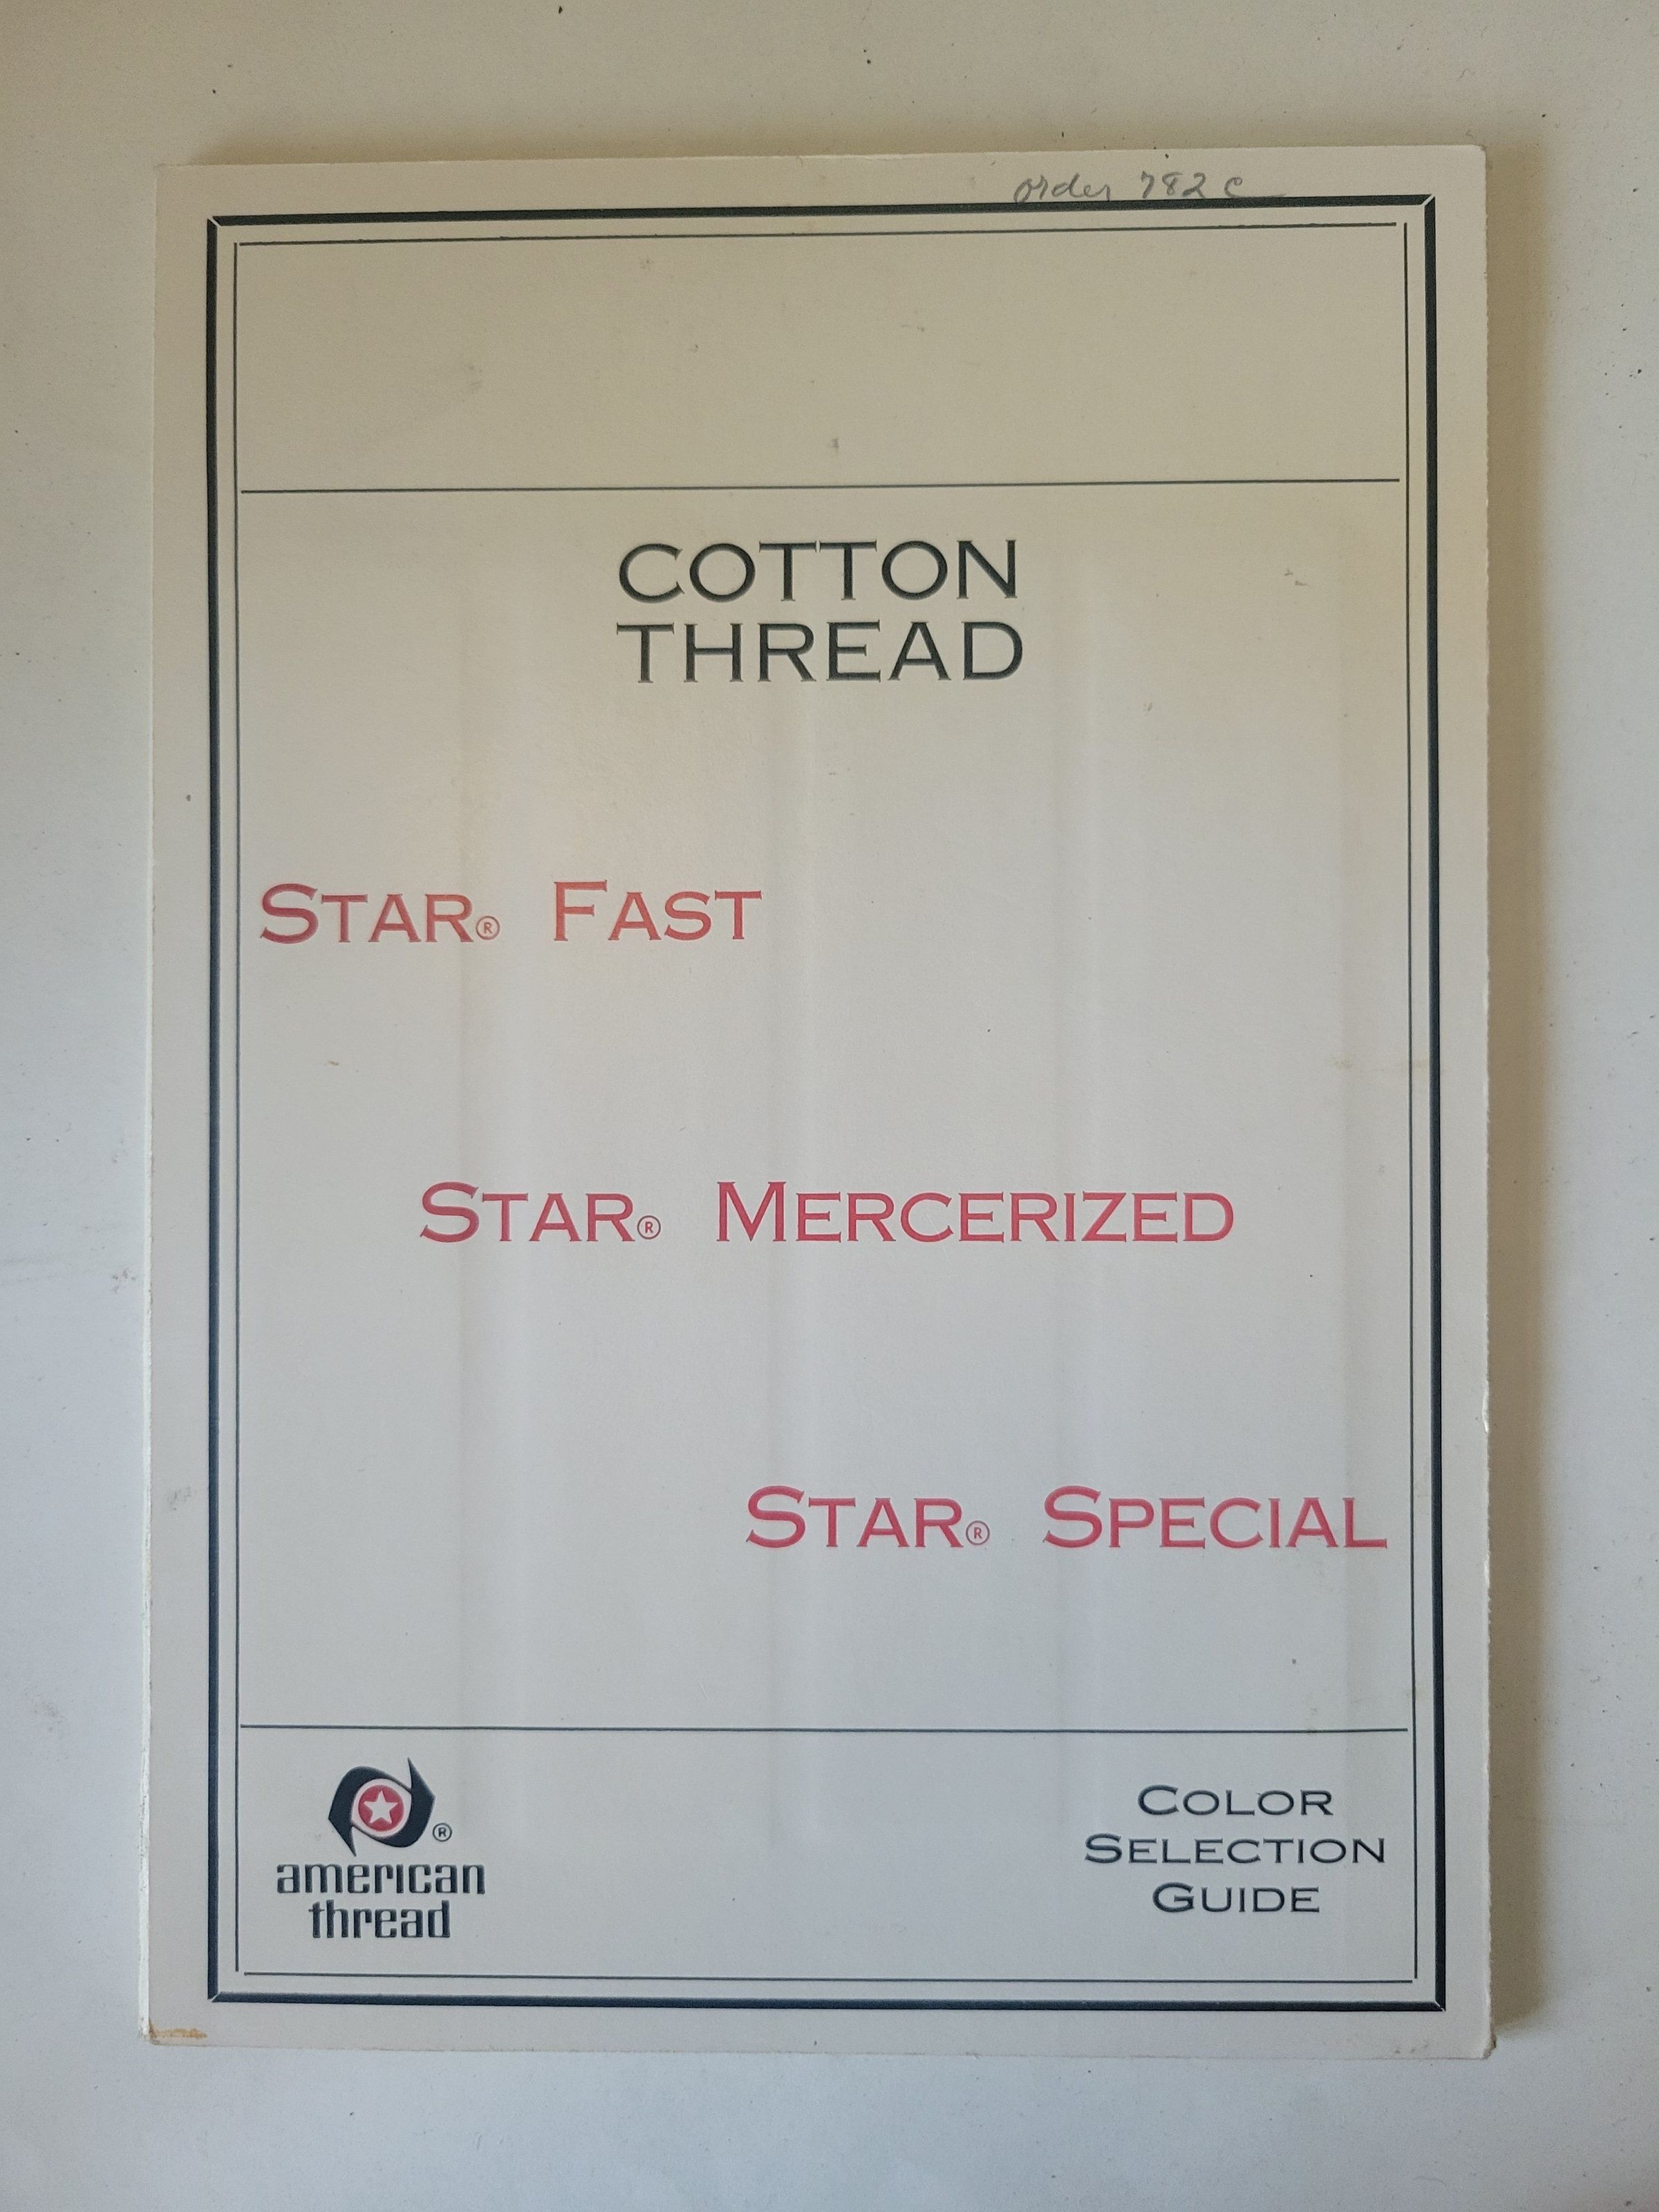 order 782 c
COTTON
THREAD
STAR® FAST
STAR® MERCERIZED
STAR® SPECIAL
®
american
thread
COLOR
SELECTION
GUIDE